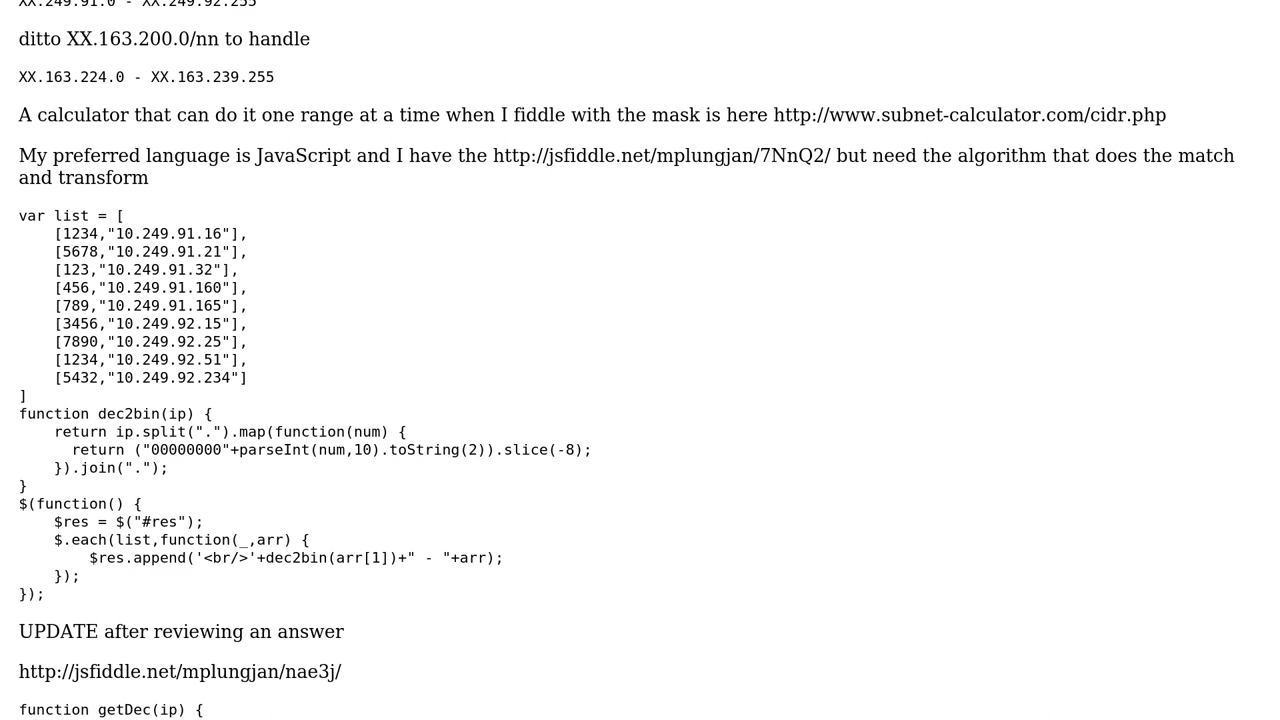 XX.249.91.0 - XX.249.92.255
ditto XX.163.200.0/nn to handle
XX.163.224.0 - XX.163.239.255
A calculator that can do it one range at a time when I fiddle with the mask is here http://www.subnet-calculator.com/cidr.php
My preferred language is JavaScript and I have the http://jsfiddle.net/mplungjan/7NnQ2/ but need the algorithm that does the match
and transform
var list = [
    [1234,"10.249.91.16"],
    [5678,"10.249.91.21"],
    [123,"10.249.91.32"],
    [456,"10.249.91.160"],
    [789,"10.249.91.165"],
    [3456,"10.249.92.15"],
    [7890,"10.249.92.25"],
    [1234,"10.249.92.51"],
    [5432,"10.249.92.234"]
]
function dec2bin(ip) {
    return ip.split(".").map(function(num) {
      return ("00000000"+parseInt(num,10).toString(2)).slice(-8);
    }).join(".");
}
$(function() {
    $res = $("#res");
    $.each(list,function(_,arr) {
        $res.append('<br/>'+dec2bin(arr[1])+" - "+arr);
    });
});
UPDATE after reviewing an answer
http://jsfiddle.net/mplungjan/nae3j/
function getDec(ip) {